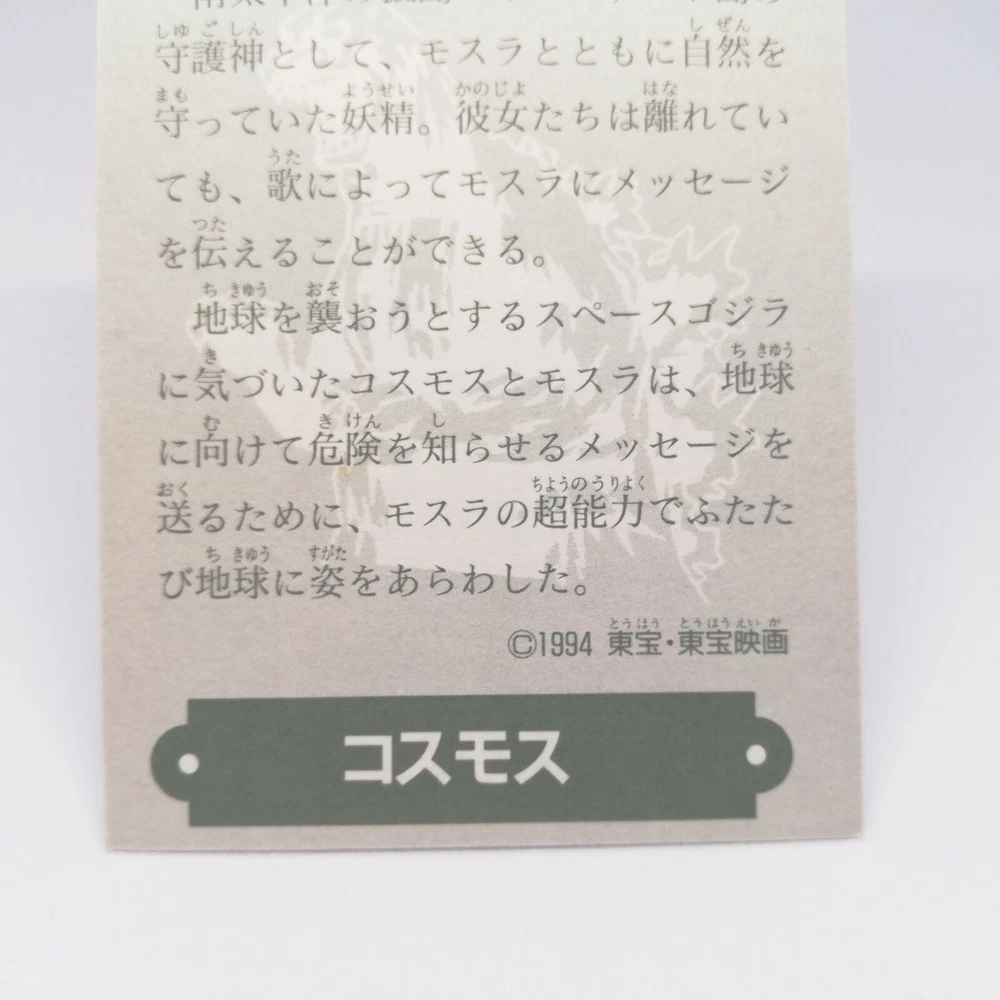 守護神として、モスラとともに自然を
守っていた妖精。彼女たちは離れてい
ても、歌によってモスラにメッセージ
を伝えることができる。
地球を襲おうとするスペースゴジラ
に気づいたコスモスとモスラは、地球
に向けて危険を知らせるメッセージを
送るために、モスラの超能力でふたた
び地球に姿をあらわした。
©1994 東宝・東宝映画
コスモス